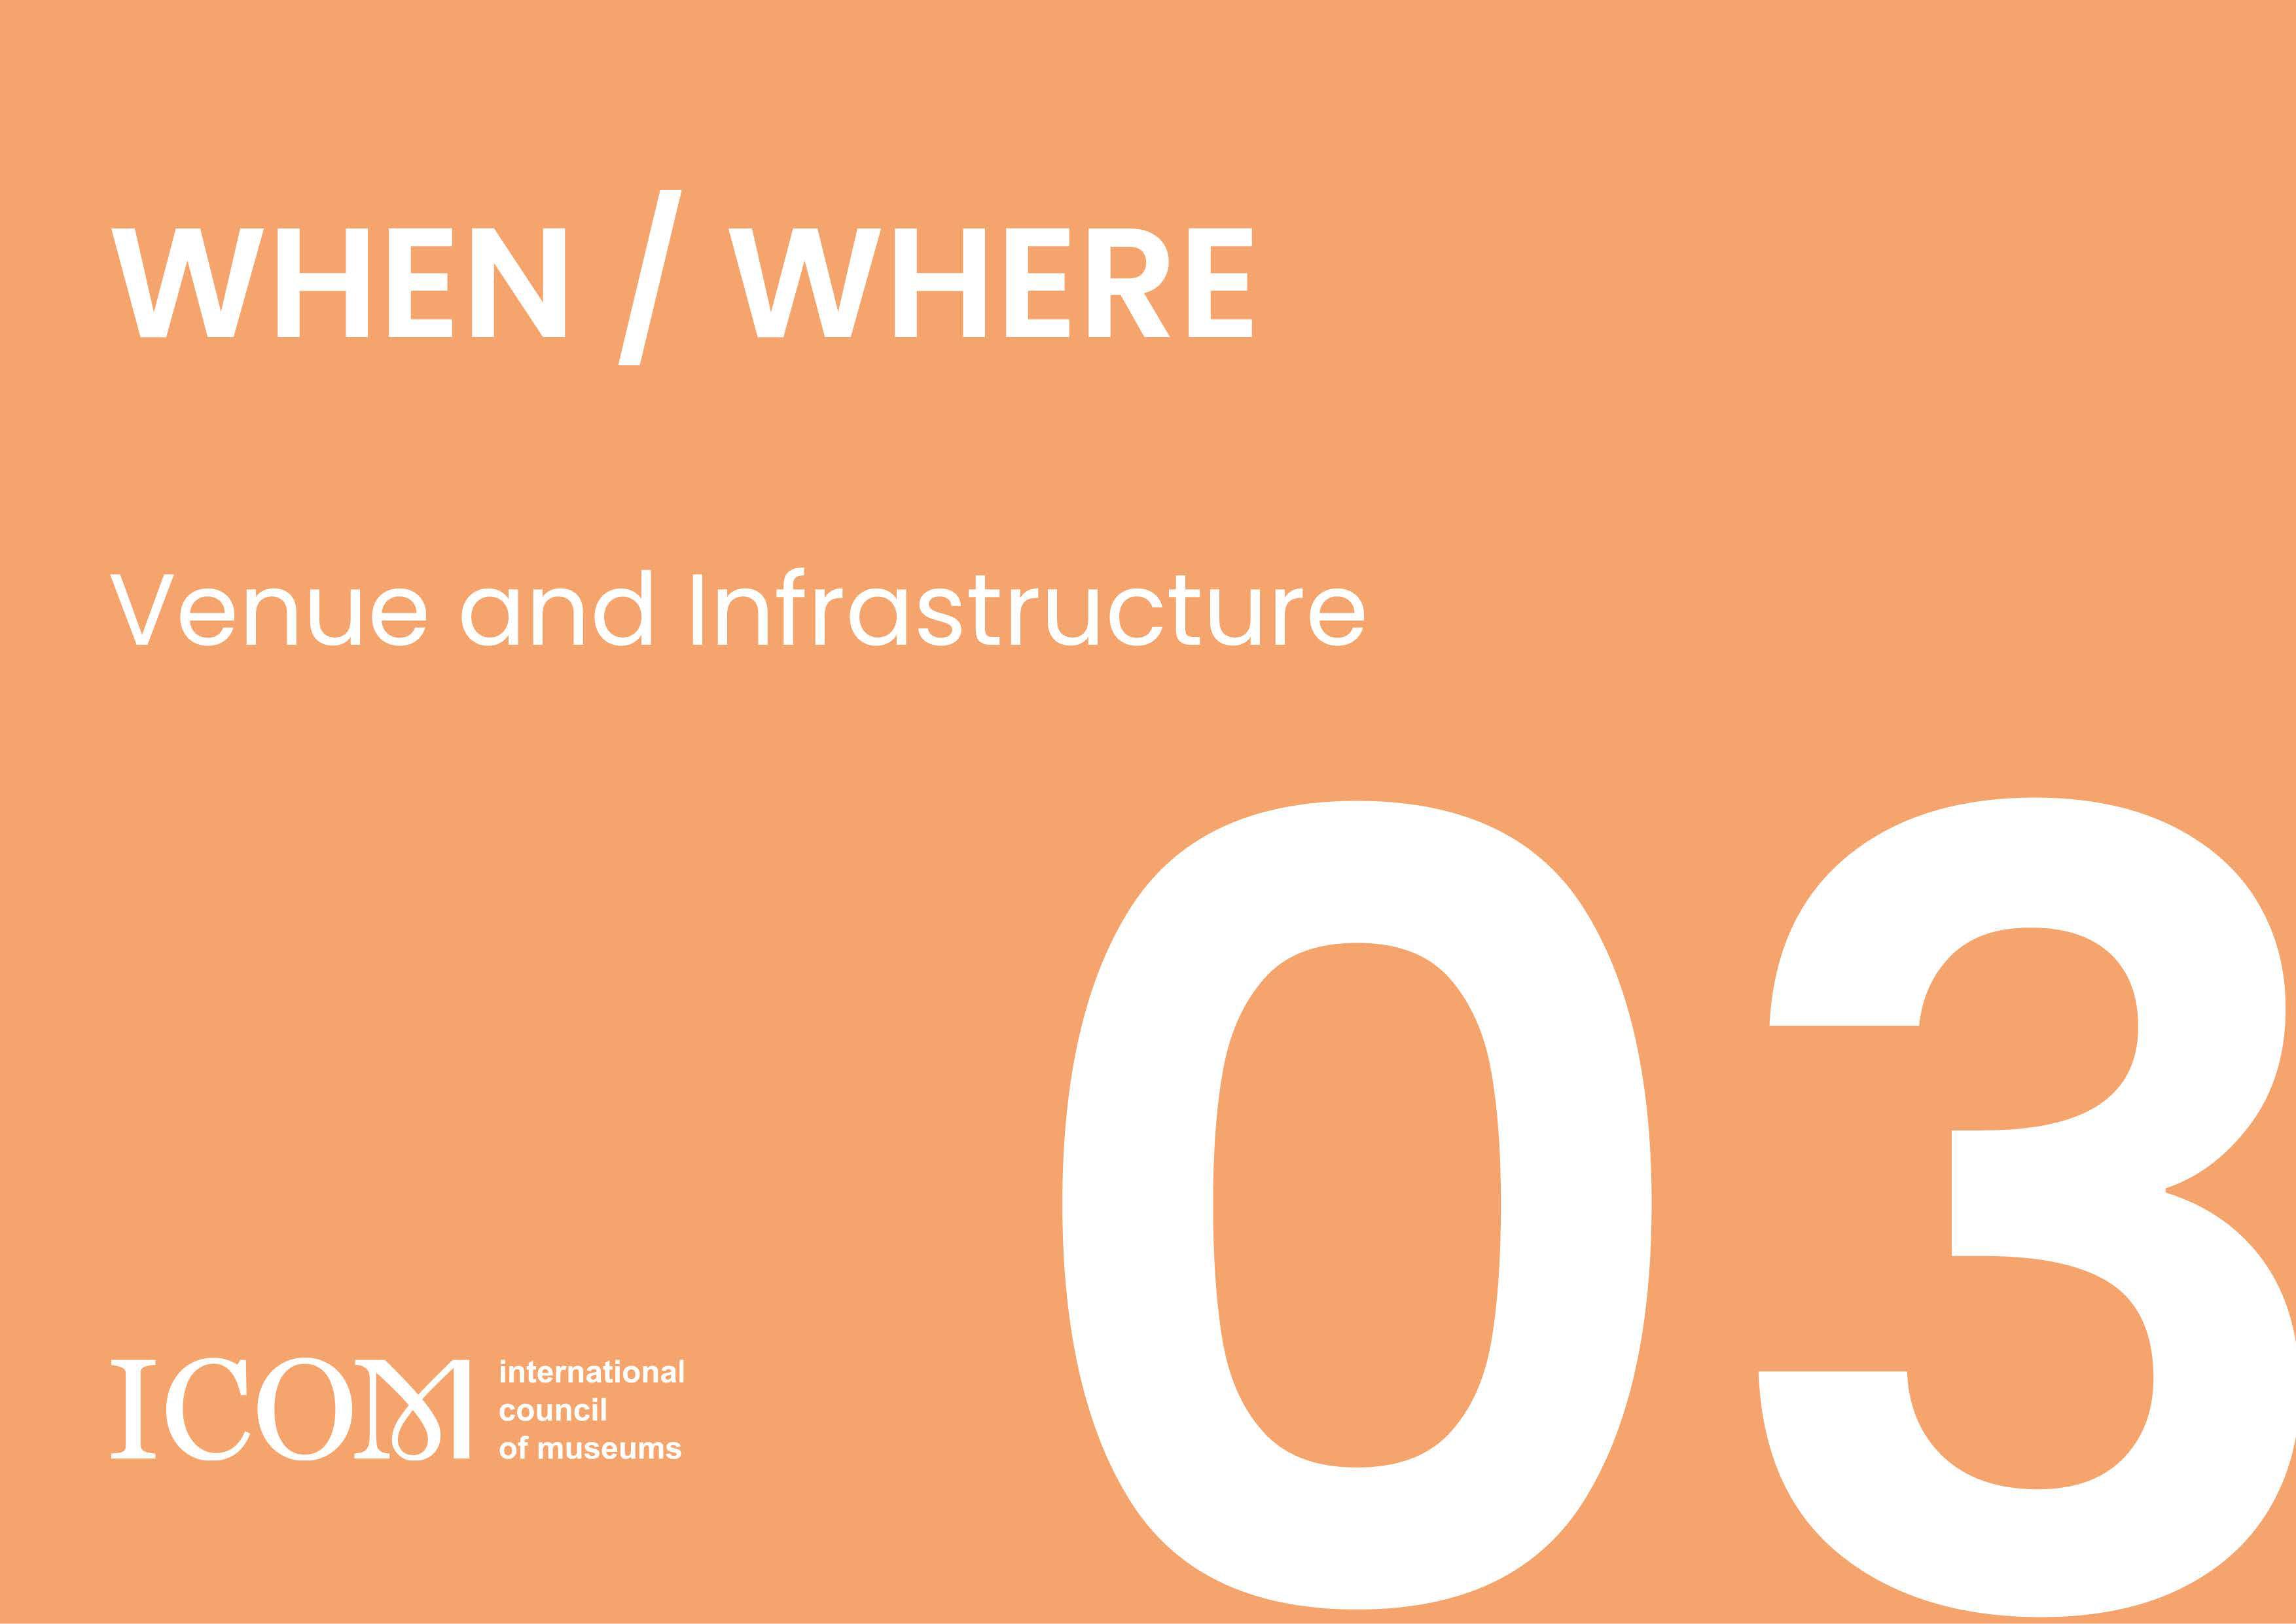 WHEN / WHERE
Venue and Infrastructure
03
ICOM
international
council
of museums